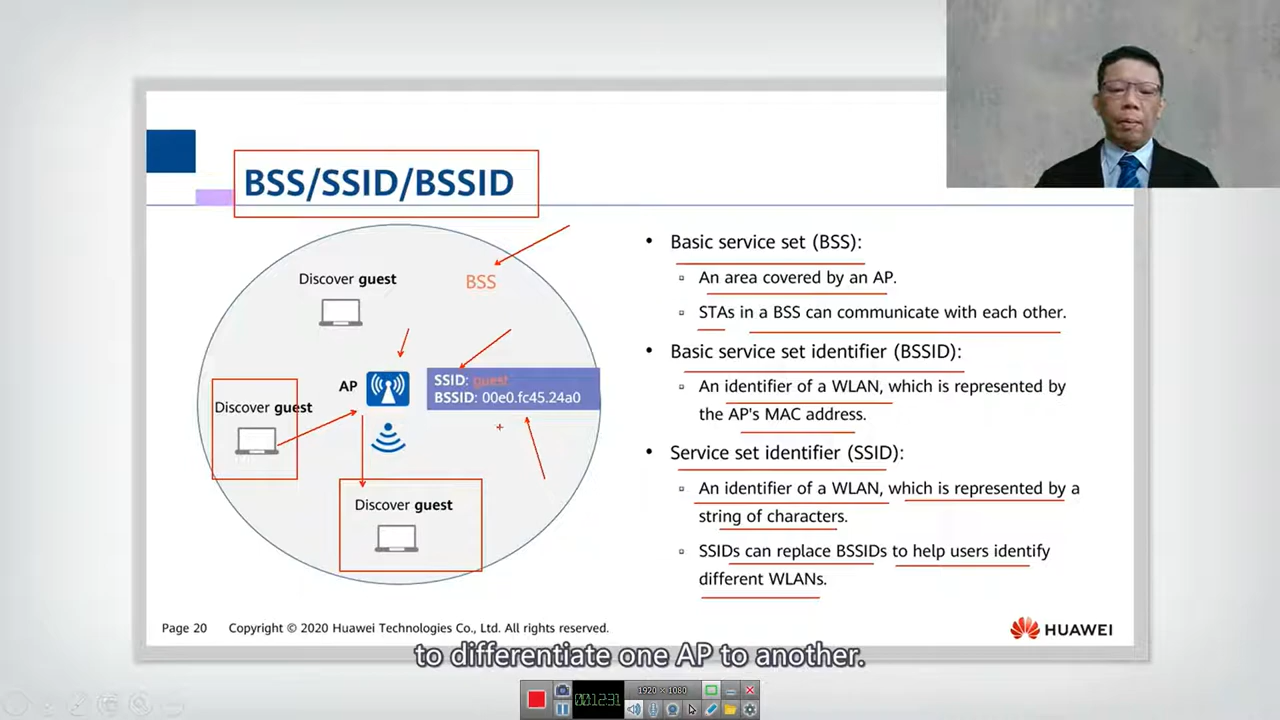 BSS/SSID/BSSID
Discover guest
BSS
AP
SSID: guest
BSSID: 00e0.fc45.24a0
Discover guest
Discover guest
• Basic service set (BSS):
▫ An area covered by an AP.
▫ STAs in a BSS can communicate with each other.
• Basic service set identifier (BSSID):
▫ An identifier of a WLAN, which is represented by
the AP's MAC address.
• Service set identifier (SSID):
▫ An identifier of a WLAN, which is represented by a
string of characters.
▫ SSIDs can replace BSSIDs to help users identify
different WLANs.
Page 20 Copyright © 2020 Huawei Technologies Co., Ltd. All rights reserved.
HUAWEI
to differentiate one AP to another.
00:12:31
1920 × 1080